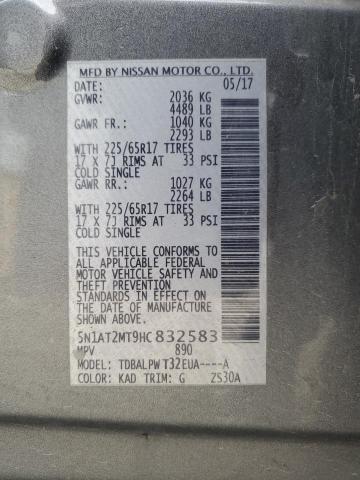 MFD BY NISSAN MOTOR CO., LTD.
DATE: 05/17
GVWR: 2036 KG
4489 LB
GAWR FR.: 1040 KG
2293 LB
WITH 225/65R17 TIRES
17 X 7J RIMS AT 33 PSI
COLD SINGLE
GAWR RR.: 1027 KG
2264 LB
WITH 225/65R17 TIRES
17 X 7J RIMS AT 33 PSI
COLD SINGLE
THIS VEHICLE CONFORMS TO
ALL APPLICABLE FEDERAL
MOTOR VEHICLE SAFETY AND
THEFT PREVENTION
STANDARDS IN EFFECT ON THE
DATE OF MANUFACTURE SHOWN
ABOVE.
5N1AT2MT9HC832583
MPV 890
MODEL: TDBALPWT32EUA----A
COLOR: KAD TRIM: G ZS30A